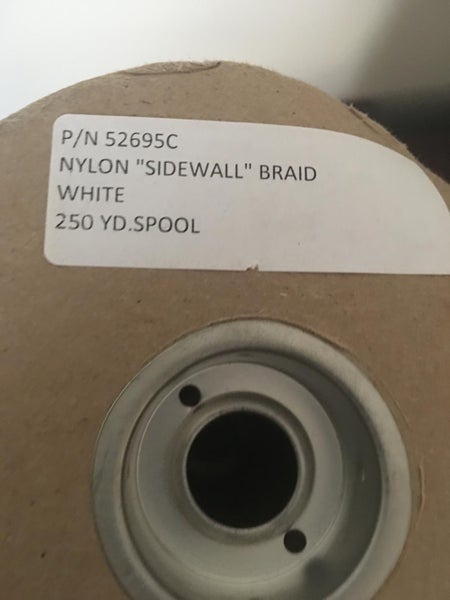 P/N 52695C
NYLON "SIDEWALL" BRAID
WHITE
250 YD.SPOOL